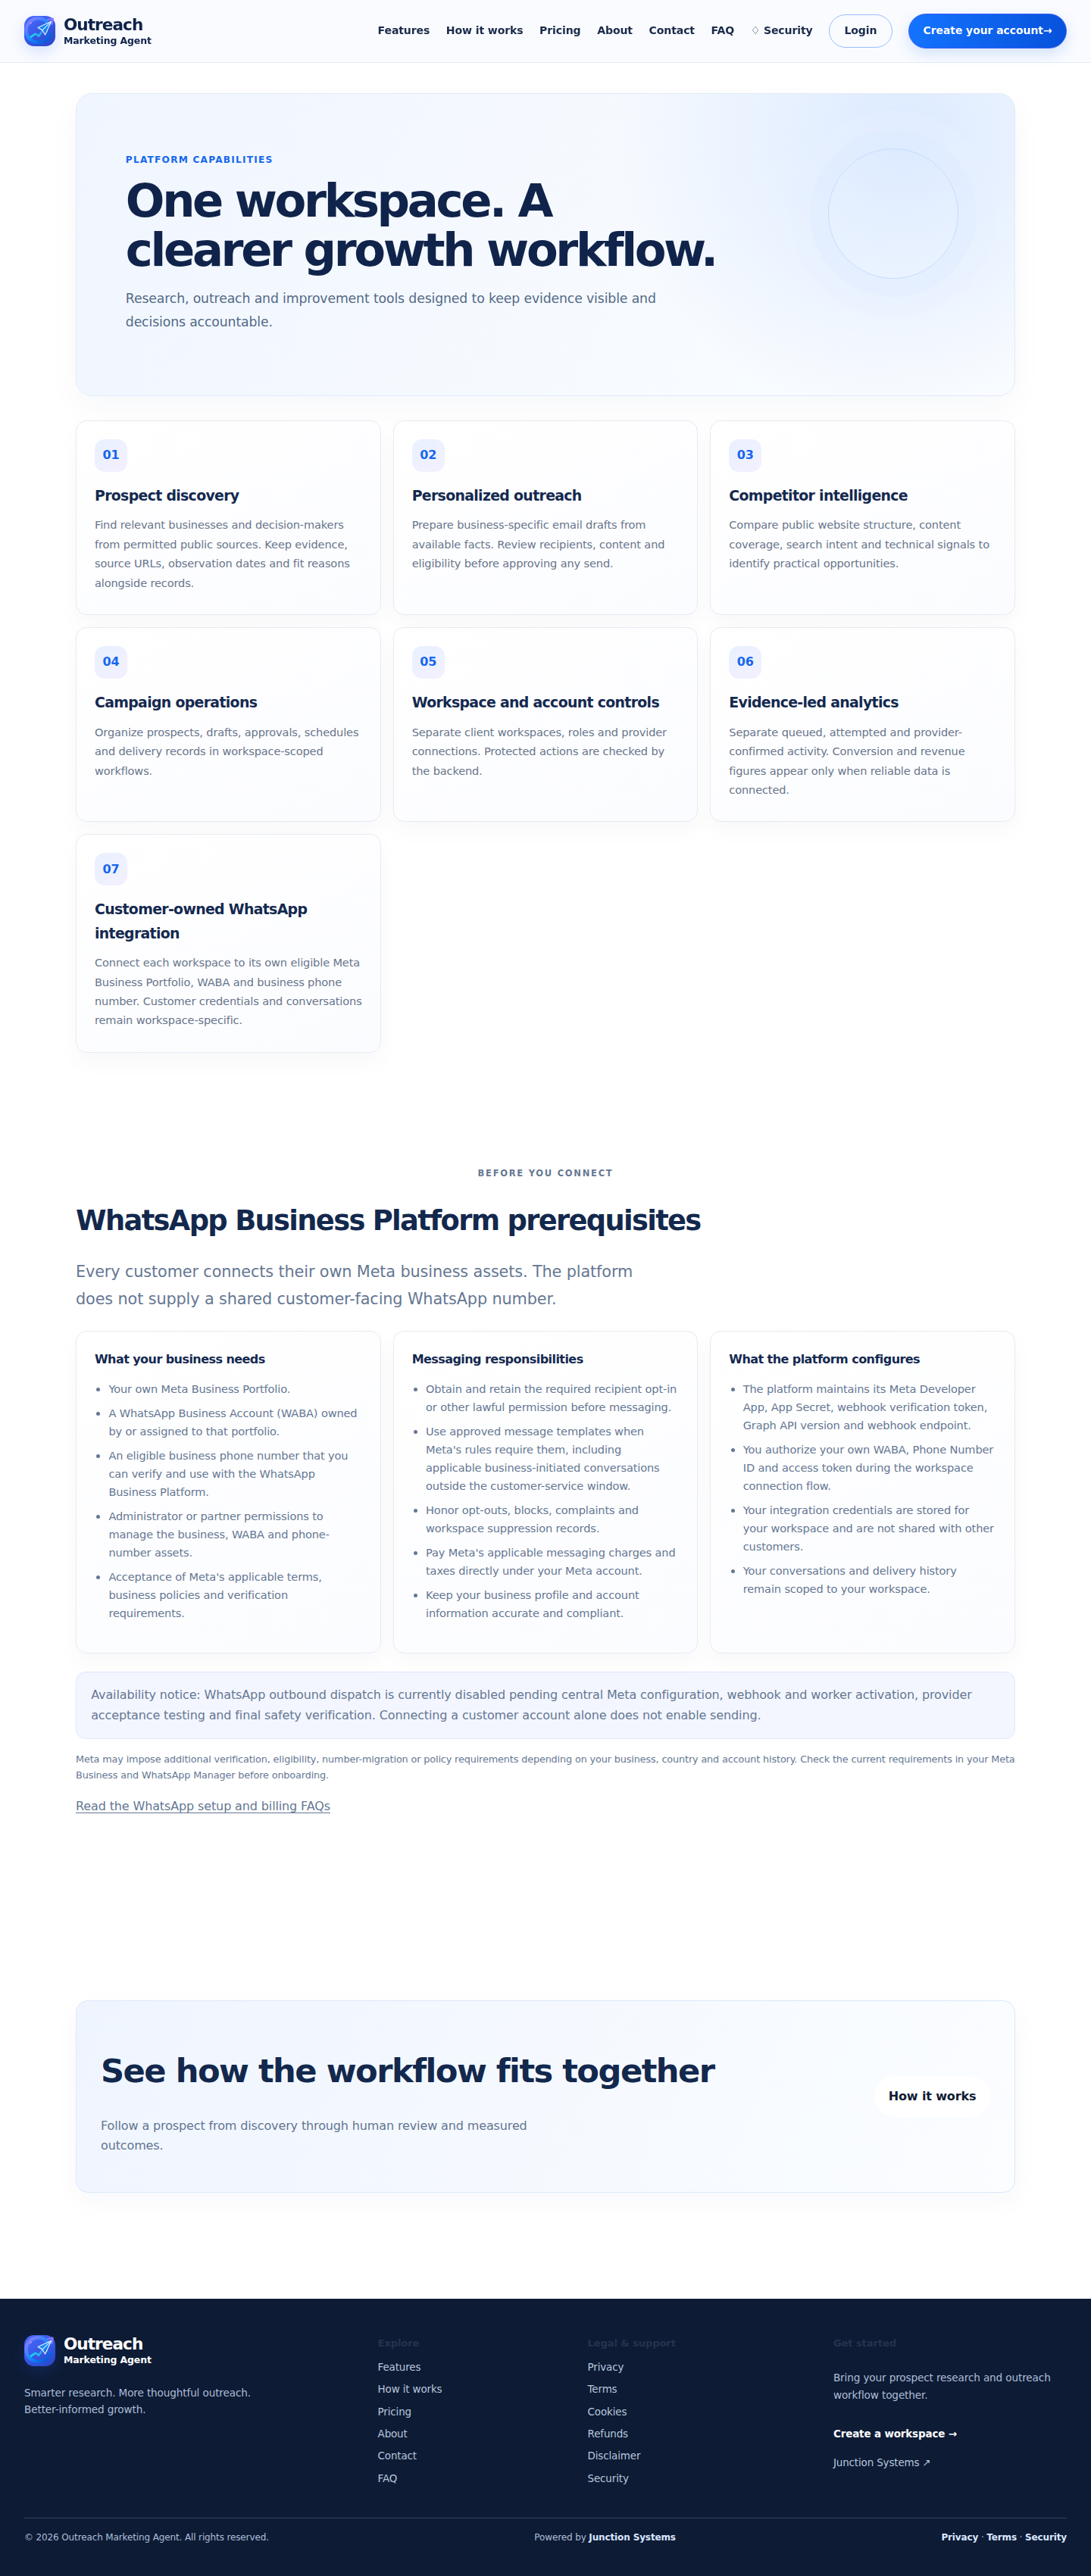 Outreach
Marketing Agent
Features
How it works
Pricing
About
Contact
FAQ
♢ Security
Login
Create your account→
PLATFORM CAPABILITIES
One workspace. A
clearer growth workflow.
Research, outreach and improvement tools designed to keep evidence visible and
decisions accountable.
01
Prospect discovery
Find relevant businesses and decision-makers
from permitted public sources. Keep evidence,
source URLs, observation dates and fit reasons
alongside records.
02
Personalized outreach
Prepare business-specific email drafts from
available facts. Review recipients, content and
eligibility before approving any send.
03
Competitor intelligence
Compare public website structure, content
coverage, search intent and technical signals to
identify practical opportunities.
04
Campaign operations
Organize prospects, drafts, approvals, schedules
and delivery records in workspace-scoped
workflows.
05
Workspace and account controls
Separate client workspaces, roles and provider
connections. Protected actions are checked by
the backend.
06
Evidence-led analytics
Separate queued, attempted and provider-
confirmed activity. Conversion and revenue
figures appear only when reliable data is
connected.
07
Customer-owned WhatsApp
integration
Connect each workspace to its own eligible Meta
Business Portfolio, WABA and business phone
number. Customer credentials and conversations
remain workspace-specific.
BEFORE YOU CONNECT
WhatsApp Business Platform prerequisites
Every customer connects their own Meta business assets. The platform
does not supply a shared customer-facing WhatsApp number.
What your business needs
• Your own Meta Business Portfolio.
• A WhatsApp Business Account (WABA) owned
by or assigned to that portfolio.
• An eligible business phone number that you
can verify and use with the WhatsApp
Business Platform.
• Administrator or partner permissions to
manage the business, WABA and phone-
number assets.
• Acceptance of Meta's applicable terms,
business policies and verification
requirements.
Messaging responsibilities
• Obtain and retain the required recipient opt-in
or other lawful permission before messaging.
• Use approved message templates when
Meta's rules require them, including
applicable business-initiated conversations
outside the customer-service window.
• Honor opt-outs, blocks, complaints and
workspace suppression records.
• Pay Meta's applicable messaging charges and
taxes directly under your Meta account.
• Keep your business profile and account
information accurate and compliant.
What the platform configures
• The platform maintains its Meta Developer
App, App Secret, webhook verification token,
Graph API version and webhook endpoint.
• You authorize your own WABA, Phone Number
ID and access token during the workspace
connection flow.
• Your integration credentials are stored for
your workspace and are not shared with other
customers.
• Your conversations and delivery history
remain scoped to your workspace.
Availability notice: WhatsApp outbound dispatch is currently disabled pending central Meta configuration, webhook and worker activation, provider
acceptance testing and final safety verification. Connecting a customer account alone does not enable sending.
Meta may impose additional verification, eligibility, number-migration or policy requirements depending on your business, country and account history. Check the current requirements in your Meta
Business and WhatsApp Manager before onboarding.
Read the WhatsApp setup and billing FAQs
See how the workflow fits together
Follow a prospect from discovery through human review and measured
outcomes.
How it works
Outreach
Marketing Agent
Smarter research. More thoughtful outreach.
Better-informed growth.
Explore
Features
How it works
Pricing
About
Contact
FAQ
Legal & support
Privacy
Terms
Cookies
Refunds
Disclaimer
Security
Get started
Bring your prospect research and outreach
workflow together.
Create a workspace →
Junction Systems ↗
© 2026 Outreach Marketing Agent. All rights reserved.
Powered by Junction Systems
Privacy · Terms · Security